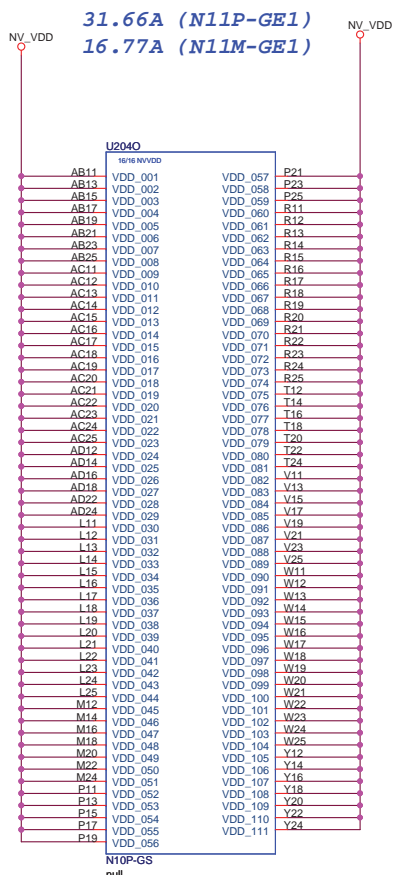 31.66A (N11P-GE1)
16.77A (N11M-GE1)
NV_VDD NV_VDD
U204O
16/16 NVVDD
AB11 VDD_001 VDD_057 P21
AB13 VDD_002 VDD_058 P23
AB15 VDD_003 VDD_059 P25
AB17 VDD_004 VDD_060 R11
AB19 VDD_005 VDD_061 R12
AB21 VDD_006 VDD_062 R13
AB23 VDD_007 VDD_063 R14
AB25 VDD_008 VDD_064 R15
AC11 VDD_009 VDD_065 R16
AC12 VDD_010 VDD_066 R17
AC13 VDD_011 VDD_067 R18
AC14 VDD_012 VDD_068 R19
AC15 VDD_013 VDD_069 R20
AC16 VDD_014 VDD_070 R21
AC17 VDD_015 VDD_071 R22
AC18 VDD_016 VDD_072 R23
AC19 VDD_017 VDD_073 R24
AC20 VDD_018 VDD_074 R25
AC21 VDD_019 VDD_075 T12
AC22 VDD_020 VDD_076 T14
AC23 VDD_021 VDD_077 T16
AC24 VDD_022 VDD_078 T18
AC25 VDD_023 VDD_079 T20
AD12 VDD_024 VDD_080 T22
AD14 VDD_025 VDD_081 T24
AD16 VDD_026 VDD_082 V11
AD18 VDD_027 VDD_083 V13
AD22 VDD_028 VDD_084 V15
AD24 VDD_029 VDD_085 V17
L11 VDD_030 VDD_086 V19
L12 VDD_031 VDD_087 V21
L13 VDD_032 VDD_088 V23
L14 VDD_033 VDD_089 V25
L15 VDD_034 VDD_090 W11
L16 VDD_035 VDD_091 W12
L17 VDD_036 VDD_092 W13
L18 VDD_037 VDD_093 W14
L19 VDD_038 VDD_094 W15
L20 VDD_039 VDD_095 W16
L21 VDD_040 VDD_096 W17
L22 VDD_041 VDD_097 W18
L23 VDD_042 VDD_098 W19
L24 VDD_043 VDD_099 W20
L25 VDD_044 VDD_100 W21
M12 VDD_045 VDD_101 W22
M14 VDD_046 VDD_102 W23
M16 VDD_047 VDD_103 W24
M18 VDD_048 VDD_104 W25
M20 VDD_049 VDD_105 Y12
M22 VDD_050 VDD_106 Y14
M24 VDD_051 VDD_107 Y16
P11 VDD_052 VDD_108 Y18
P13 VDD_053 VDD_109 Y20
P15 VDD_054 VDD_110 Y22
P17 VDD_055 VDD_111 Y24
P19 VDD_056
N10P-GS
null